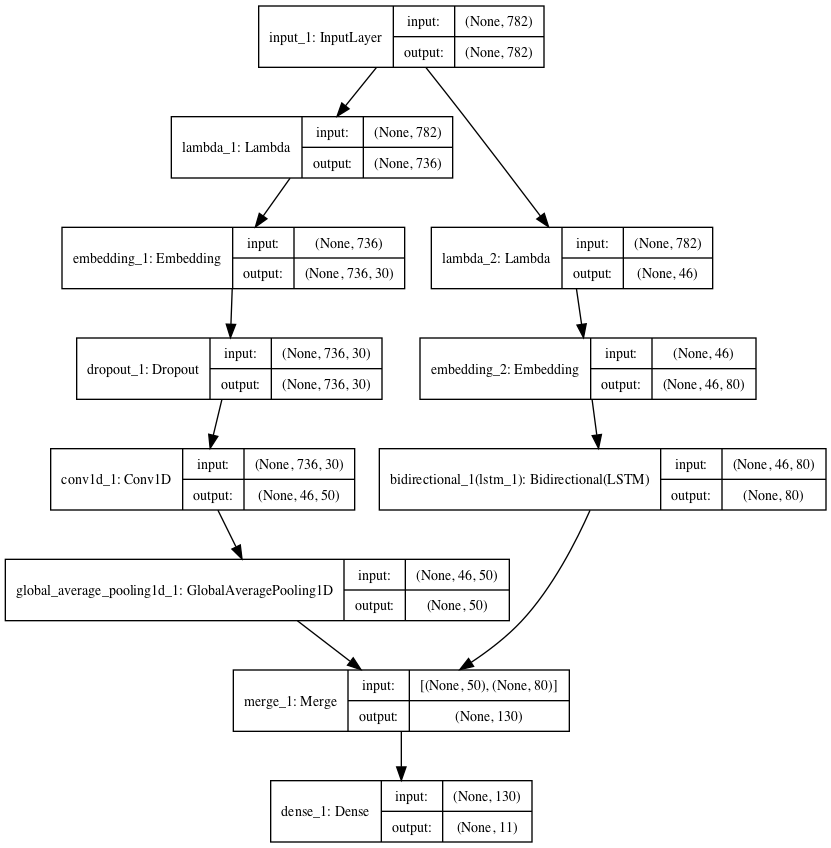 input_1: InputLayer
input: (None, 782)
output: (None, 782)
lambda_1: Lambda
input: (None, 782)
output: (None, 736)
embedding_1: Embedding
input: (None, 736)
output: (None, 736, 30)
lambda_2: Lambda
input: (None, 782)
output: (None, 46)
dropout_1: Dropout
input: (None, 736, 30)
output: (None, 736, 30)
embedding_2: Embedding
input: (None, 46)
output: (None, 46, 80)
conv1d_1: Conv1D
input: (None, 736, 30)
output: (None, 46, 50)
bidirectional_1(lstm_1): Bidirectional(LSTM)
input: (None, 46, 80)
output: (None, 80)
global_average_pooling1d_1: GlobalAveragePooling1D
input: (None, 46, 50)
output: (None, 50)
merge_1: Merge
input: [(None, 50), (None, 80)]
output: (None, 130)
dense_1: Dense
input: (None, 130)
output: (None, 11)